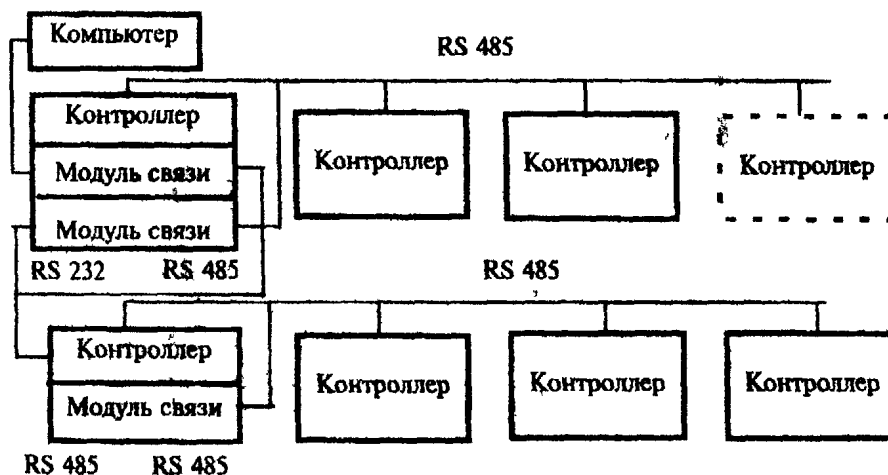 Компьютер
RS 485
Контроллер
Модуль связи
Модуль связи
RS 232 RS 485
Контроллер
Контроллер
Контроллер
RS 485
Контроллер
Модуль связи
RS 485 RS 485
Контроллер
Контроллер
Контроллер